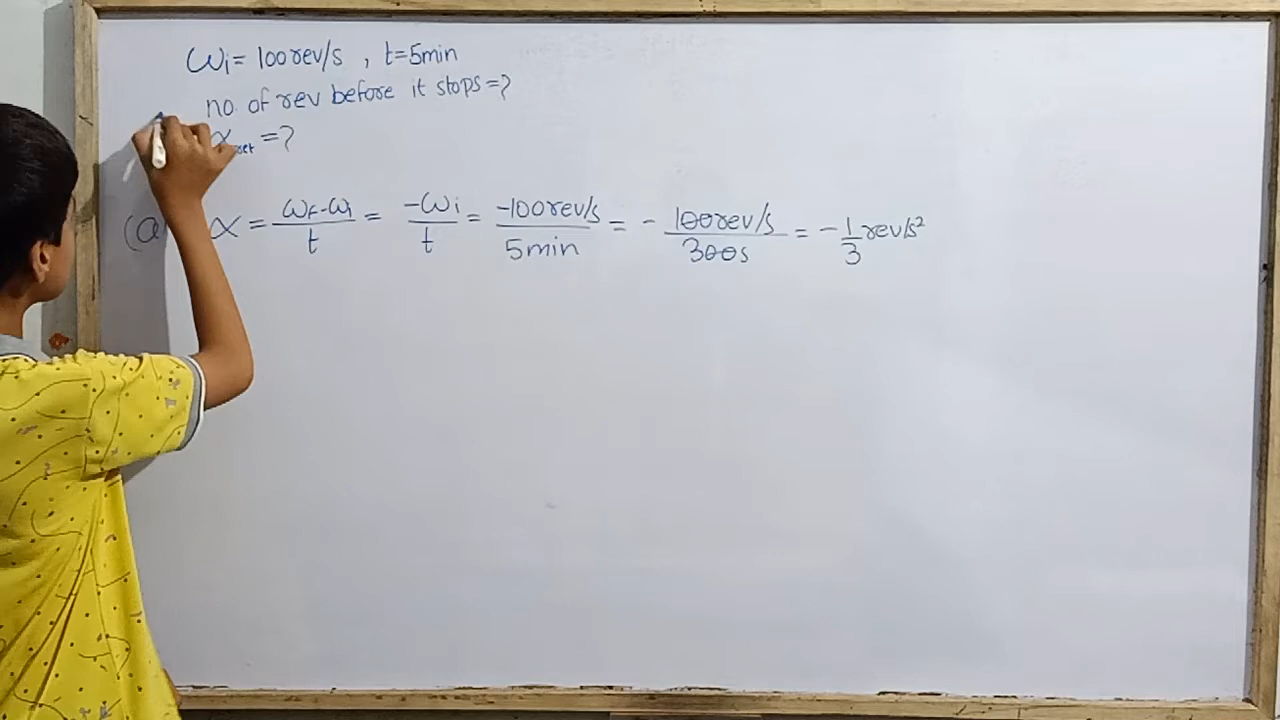 ωi = 100rev/s , t=5min
no. of rev before it stops=?
=?
(a α = ωf-ωi/t = -ωi/t = -100rev/s/5min = - 100rev/s/300s = -1/3 rev/s²